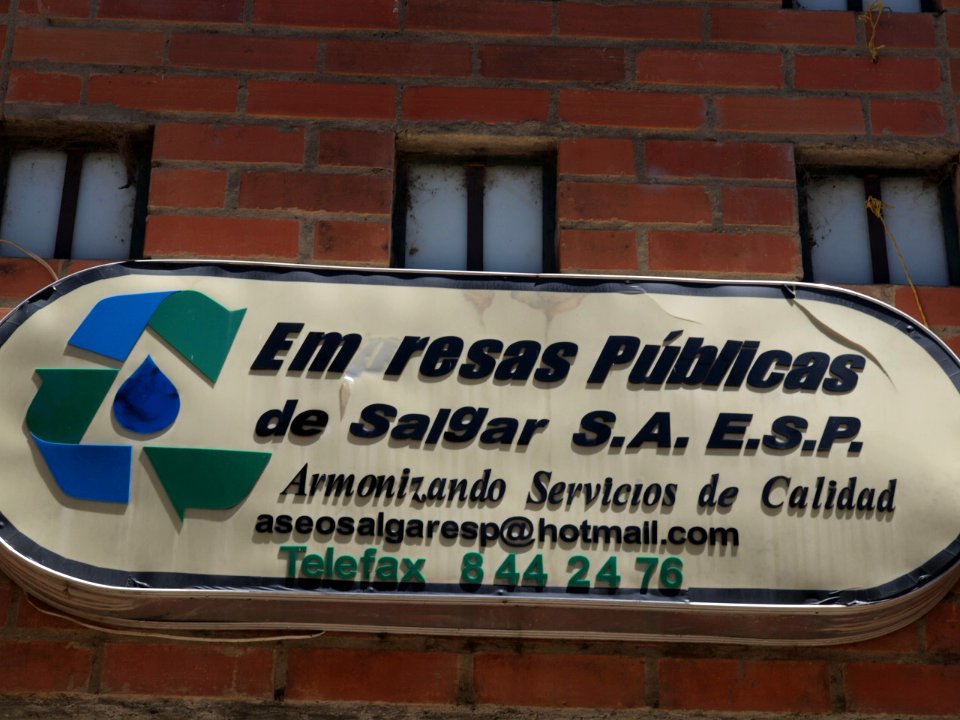 Em resas Públicas
de Salgar S.A. E.S.P.
Armonizando Servicios de Calidad
aseosalgaresp@hotmail.com
Telefax 8 44 24 76